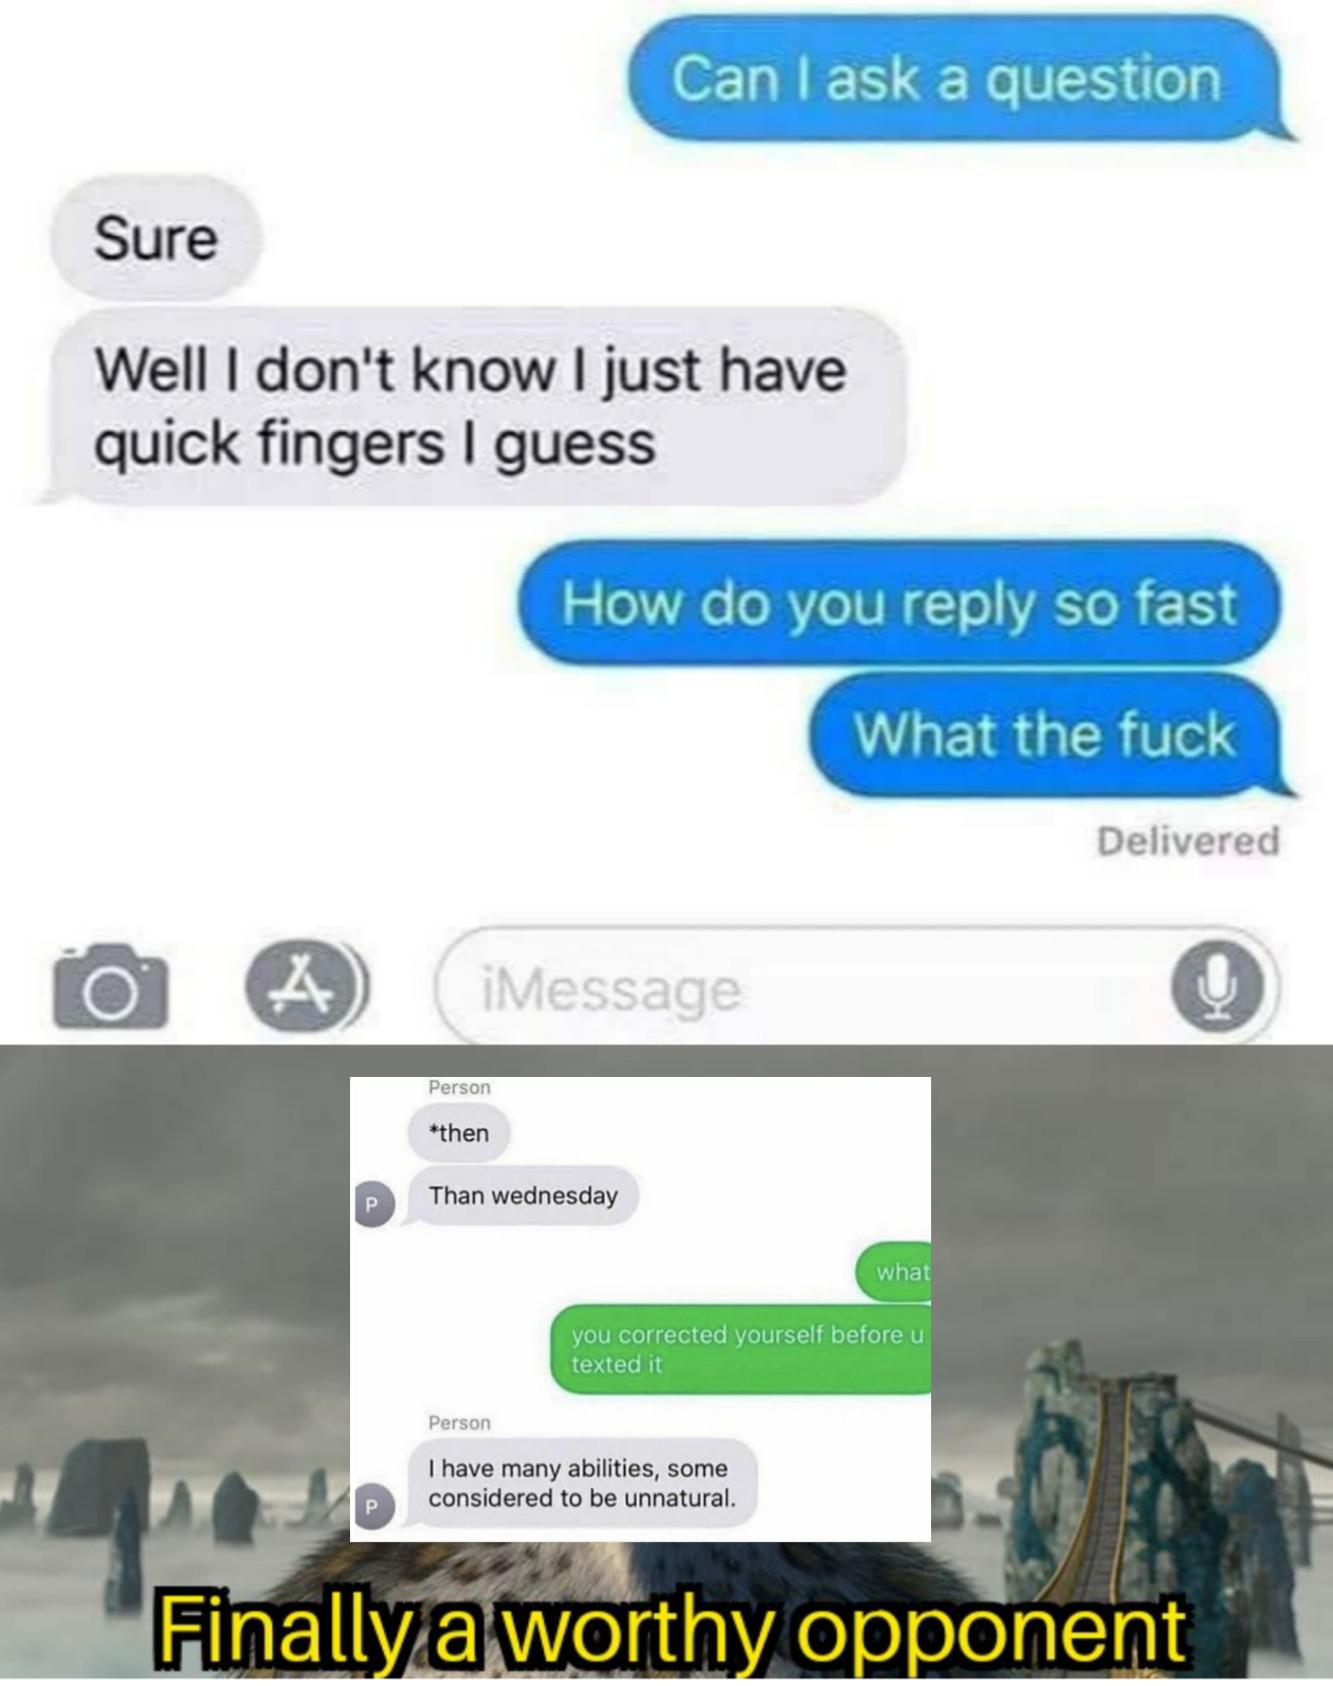 Can I ask a question
Sure
Well I don't know I just have
quick fingers I guess
How do you reply so fast
What the fuck
Delivered
iMessage
Person
*then
P
Than wednesday
what
you corrected yourself before u
texted it
Person
I have many abilities, some
considered to be unnatural.
P
Finally a worthy opponent